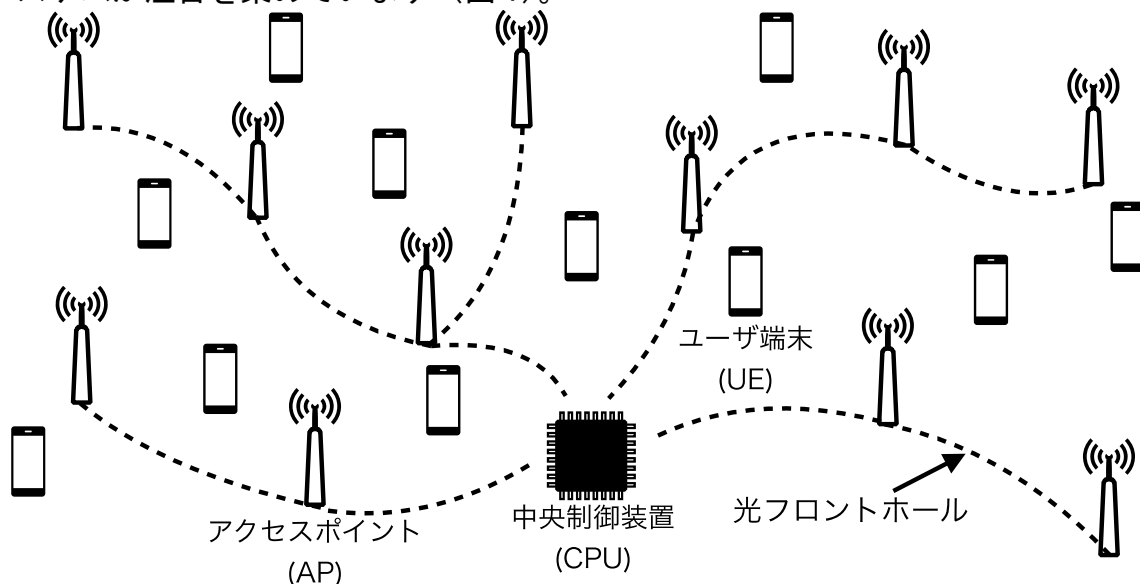 ユーザ端末
(UE)
光フロントホール
中央制御装置
(CPU)
アクセスポイント
(AP)